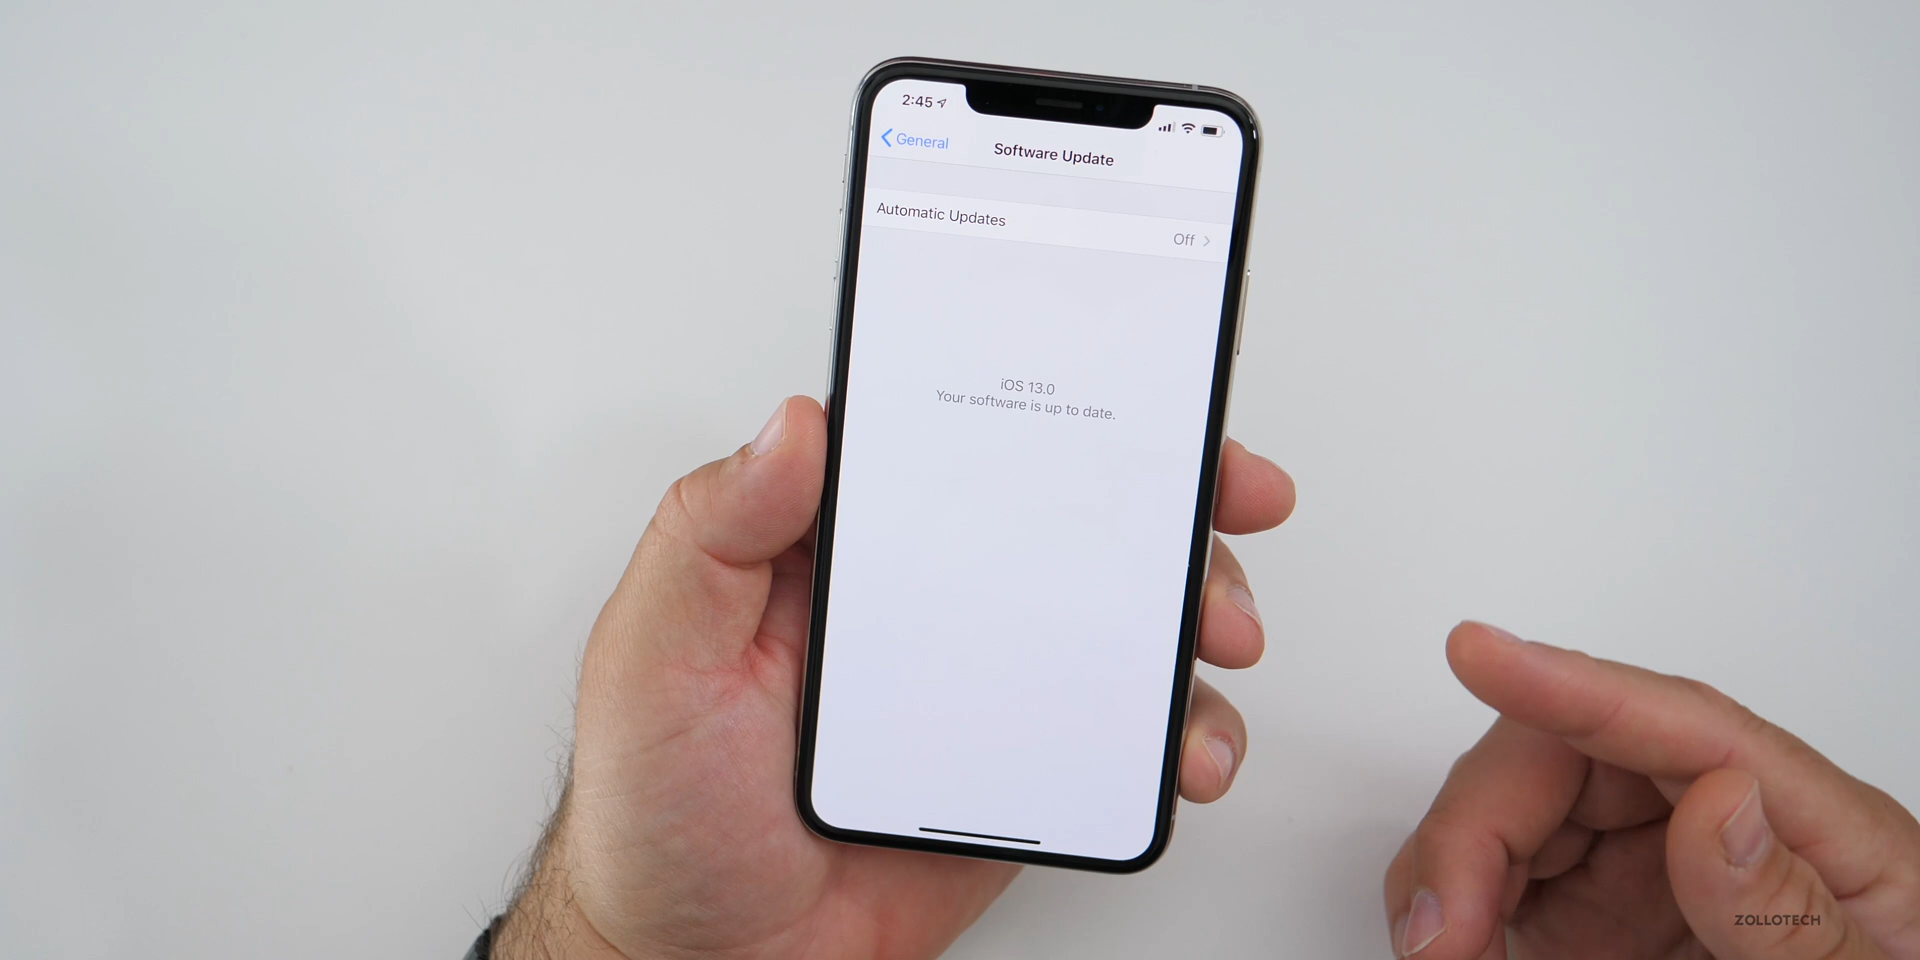 2:45
General
Software Update
Automatic Updates
Off
iOS 13.0
Your software is up to date.
ZOLLOTECH